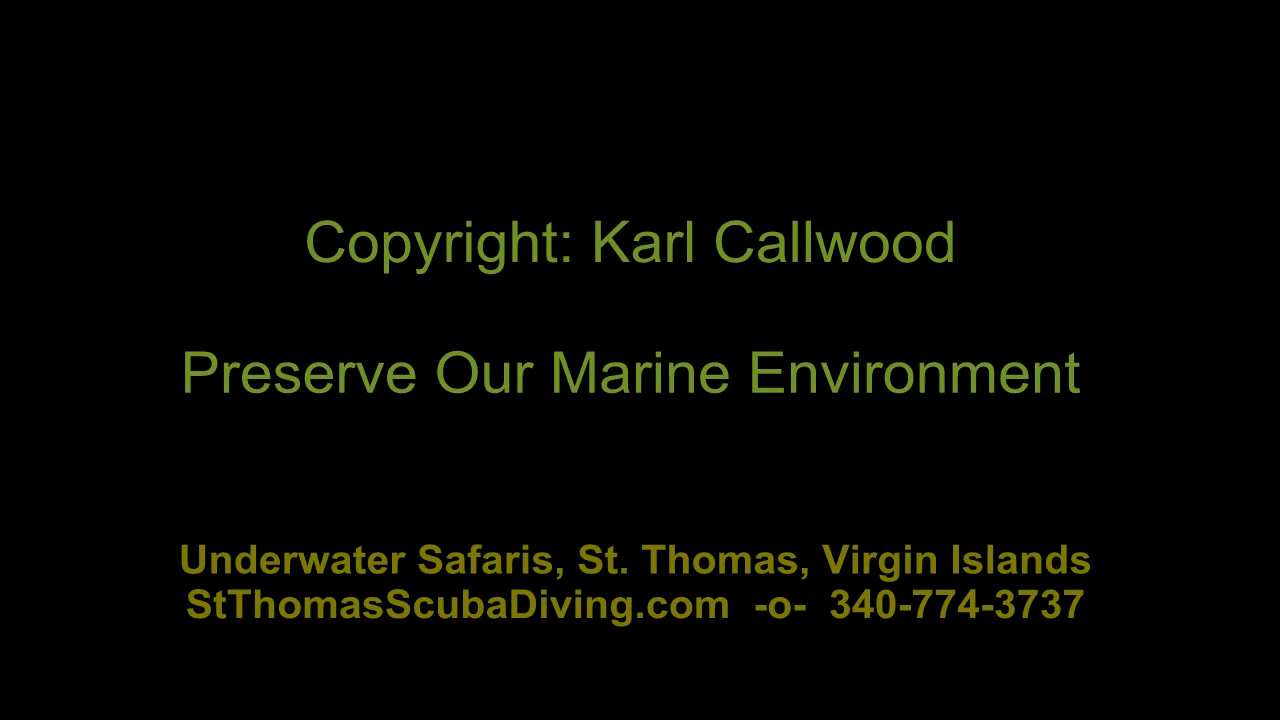 Copyright: Karl Callwood
Preserve Our Marine Environment
Underwater Safaris, St. Thomas, Virgin Islands
StThomasScubaDiving.com -o- 340-774-3737